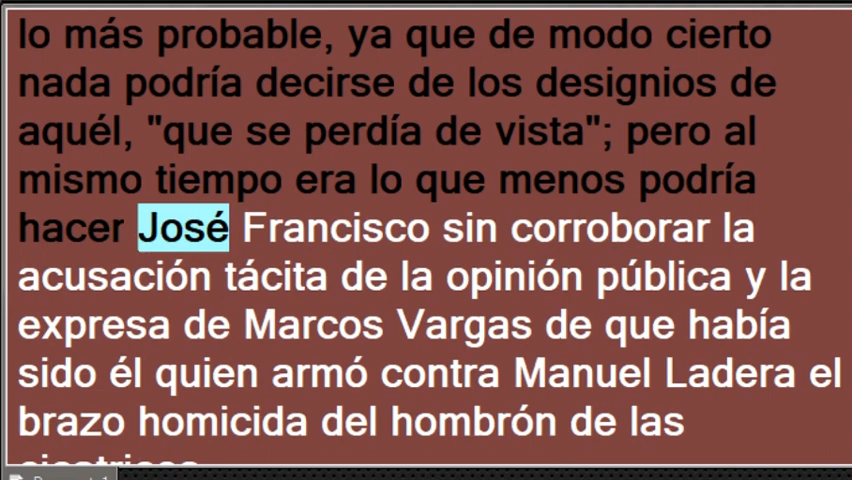 lo más probable, ya que de modo cierto
nada podría decirse de los designios de
aquél, "que se perdía de vista"; pero al
mismo tiempo era lo que menos podría
hacer José Francisco sin corroborar la
acusación tácita de la opinión pública y la
expresa de Marcos Vargas de que había
sido él quien armó contra Manuel Ladera el
brazo homicida del hombrón de las